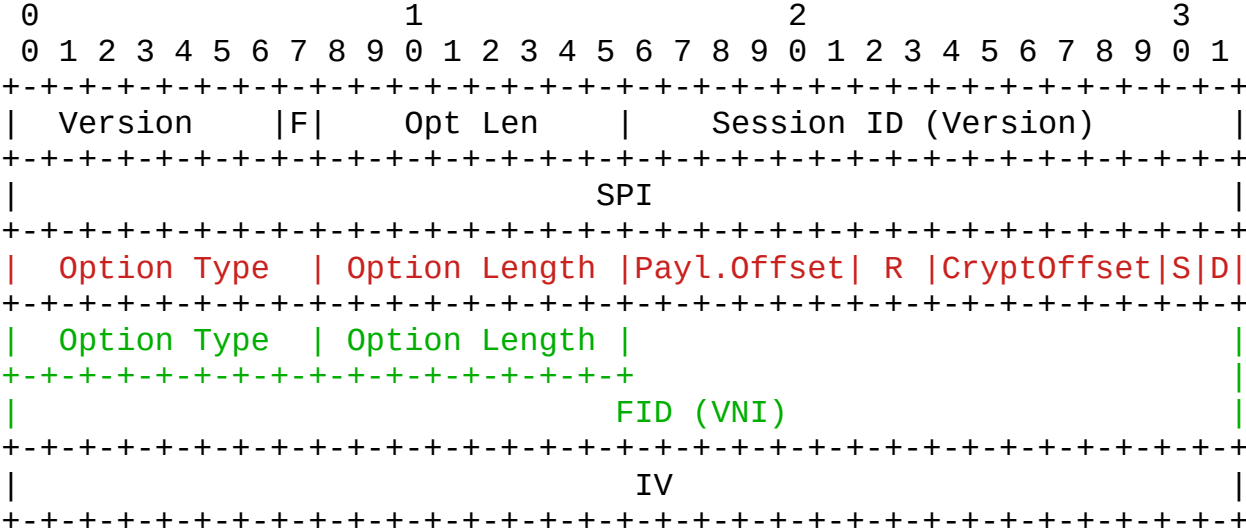 0                   1                   2                   3
 0 1 2 3 4 5 6 7 8 9 0 1 2 3 4 5 6 7 8 9 0 1 2 3 4 5 6 7 8 9 0 1
+-+-+-+-+-+-+-+-+-+-+-+-+-+-+-+-+-+-+-+-+-+-+-+-+-+-+-+-+-+-+-+-+
|  Version    |F|    Opt Len    |    Session ID (Version)       |
+-+-+-+-+-+-+-+-+-+-+-+-+-+-+-+-+-+-+-+-+-+-+-+-+-+-+-+-+-+-+-+-+
|                              SPI                              |
+-+-+-+-+-+-+-+-+-+-+-+-+-+-+-+-+-+-+-+-+-+-+-+-+-+-+-+-+-+-+-+-+
|  Option Type  | Option Length |Payl.Offset| R |CryptOffset|S|D|
+-+-+-+-+-+-+-+-+-+-+-+-+-+-+-+-+-+-+-+-+-+-+-+-+-+-+-+-+-+-+-+-+
|  Option Type  | Option Length |                               |
+-+-+-+-+-+-+-+-+-+-+-+-+-+-+-+-+                               |
|                               FID (VNI)                       |
+-+-+-+-+-+-+-+-+-+-+-+-+-+-+-+-+-+-+-+-+-+-+-+-+-+-+-+-+-+-+-+-+
|                                IV                             |
+-+-+-+-+-+-+-+-+-+-+-+-+-+-+-+-+-+-+-+-+-+-+-+-+-+-+-+-+-+-+-+-+